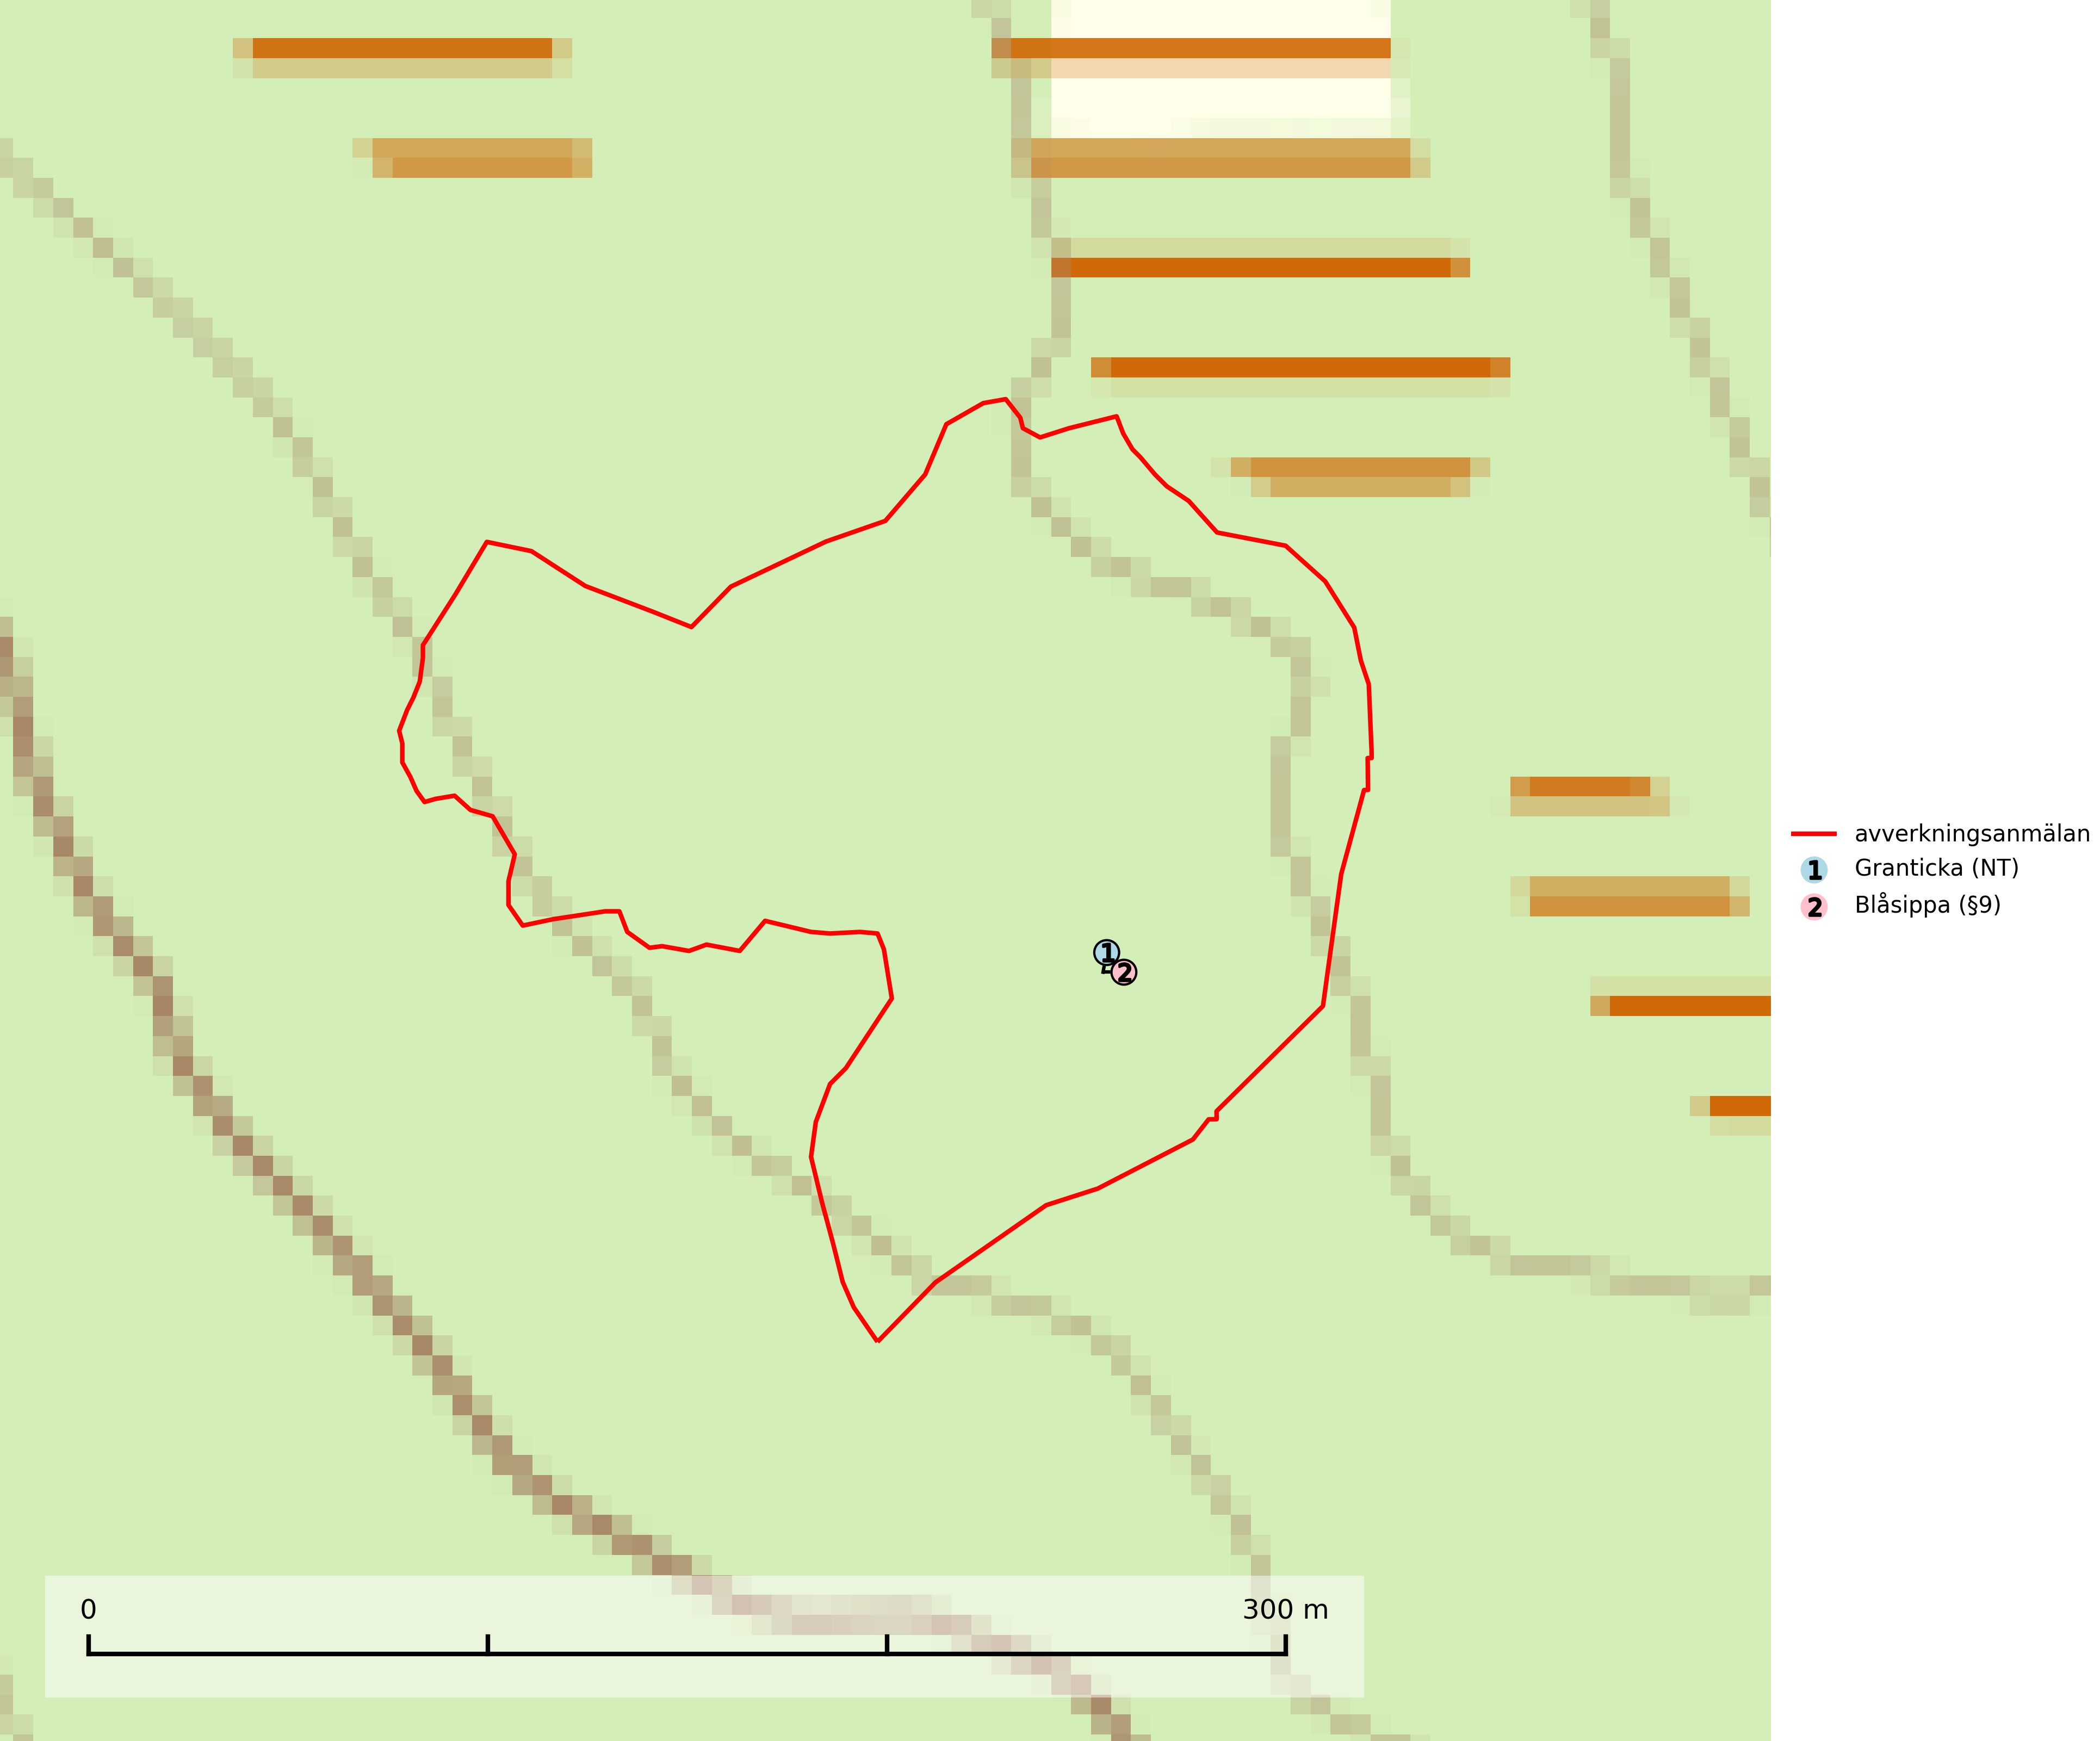 1
2
avverkningsanmälan
1 Granticka (NT)
2 Blåsippa (§9)
0 300 m